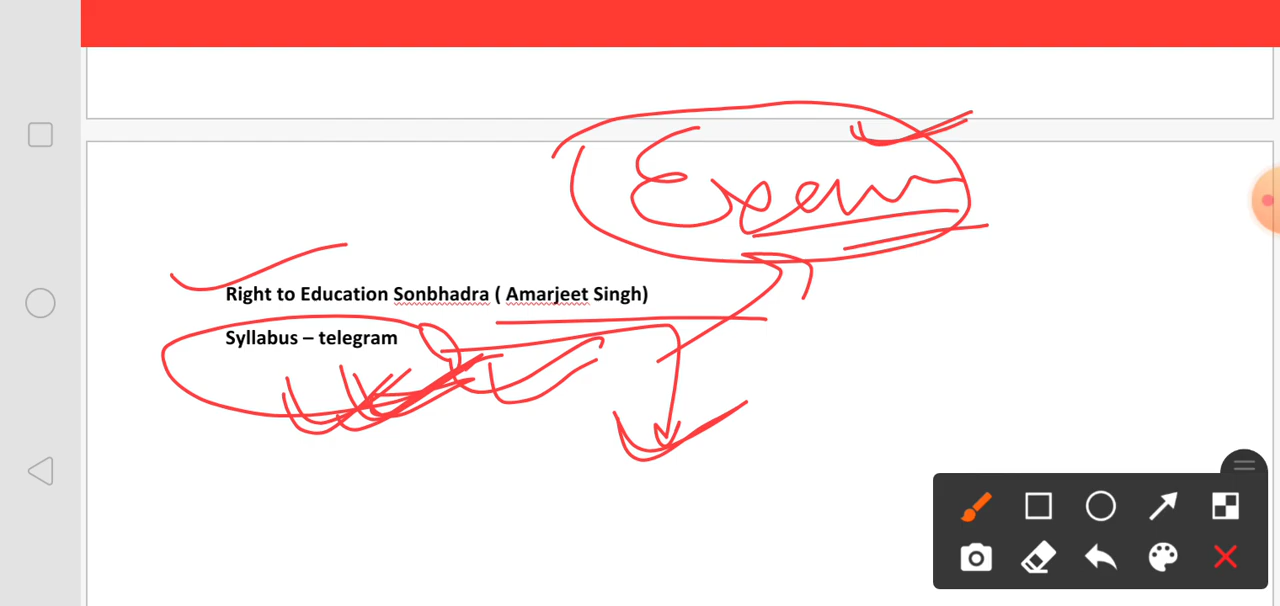 Exam
Right to Education Sonbhadra ( Amarjeet Singh)
Syllabus – telegram